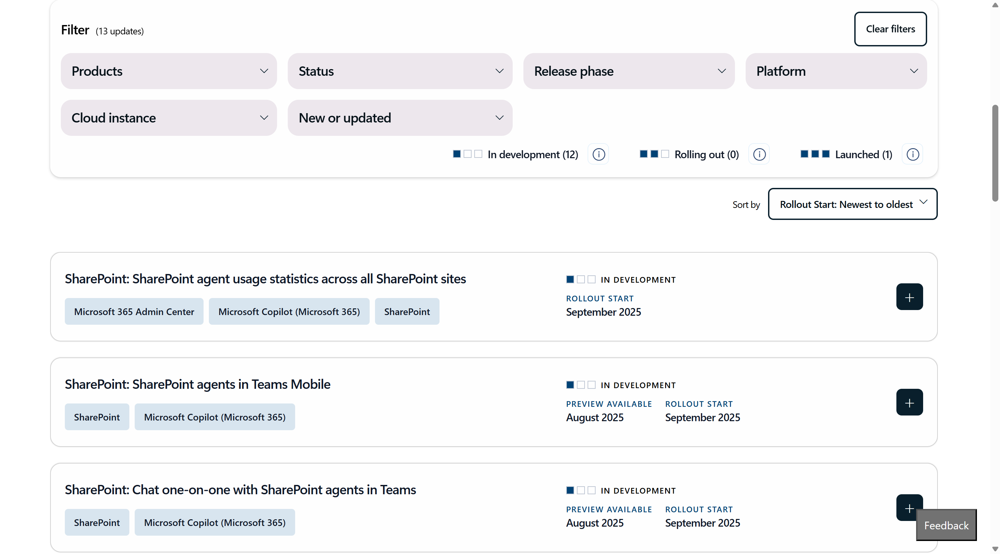 Filter (13 updates)
Clear filters
Products
Status
Release phase
Platform
Cloud instance
New or updated
In development (12)
Rolling out (0)
Launched (1)
Sort by
Rollout Start: Newest to oldest
SharePoint: SharePoint agent usage statistics across all SharePoint sites
Microsoft 365 Admin Center
Microsoft Copilot (Microsoft 365)
SharePoint
IN DEVELOPMENT
ROLLOUT START
September 2025
SharePoint: SharePoint agents in Teams Mobile
SharePoint
Microsoft Copilot (Microsoft 365)
IN DEVELOPMENT
PREVIEW AVAILABLE
August 2025
ROLLOUT START
September 2025
SharePoint: Chat one-on-one with SharePoint agents in Teams
SharePoint
Microsoft Copilot (Microsoft 365)
IN DEVELOPMENT
PREVIEW AVAILABLE
August 2025
ROLLOUT START
September 2025
Feedback